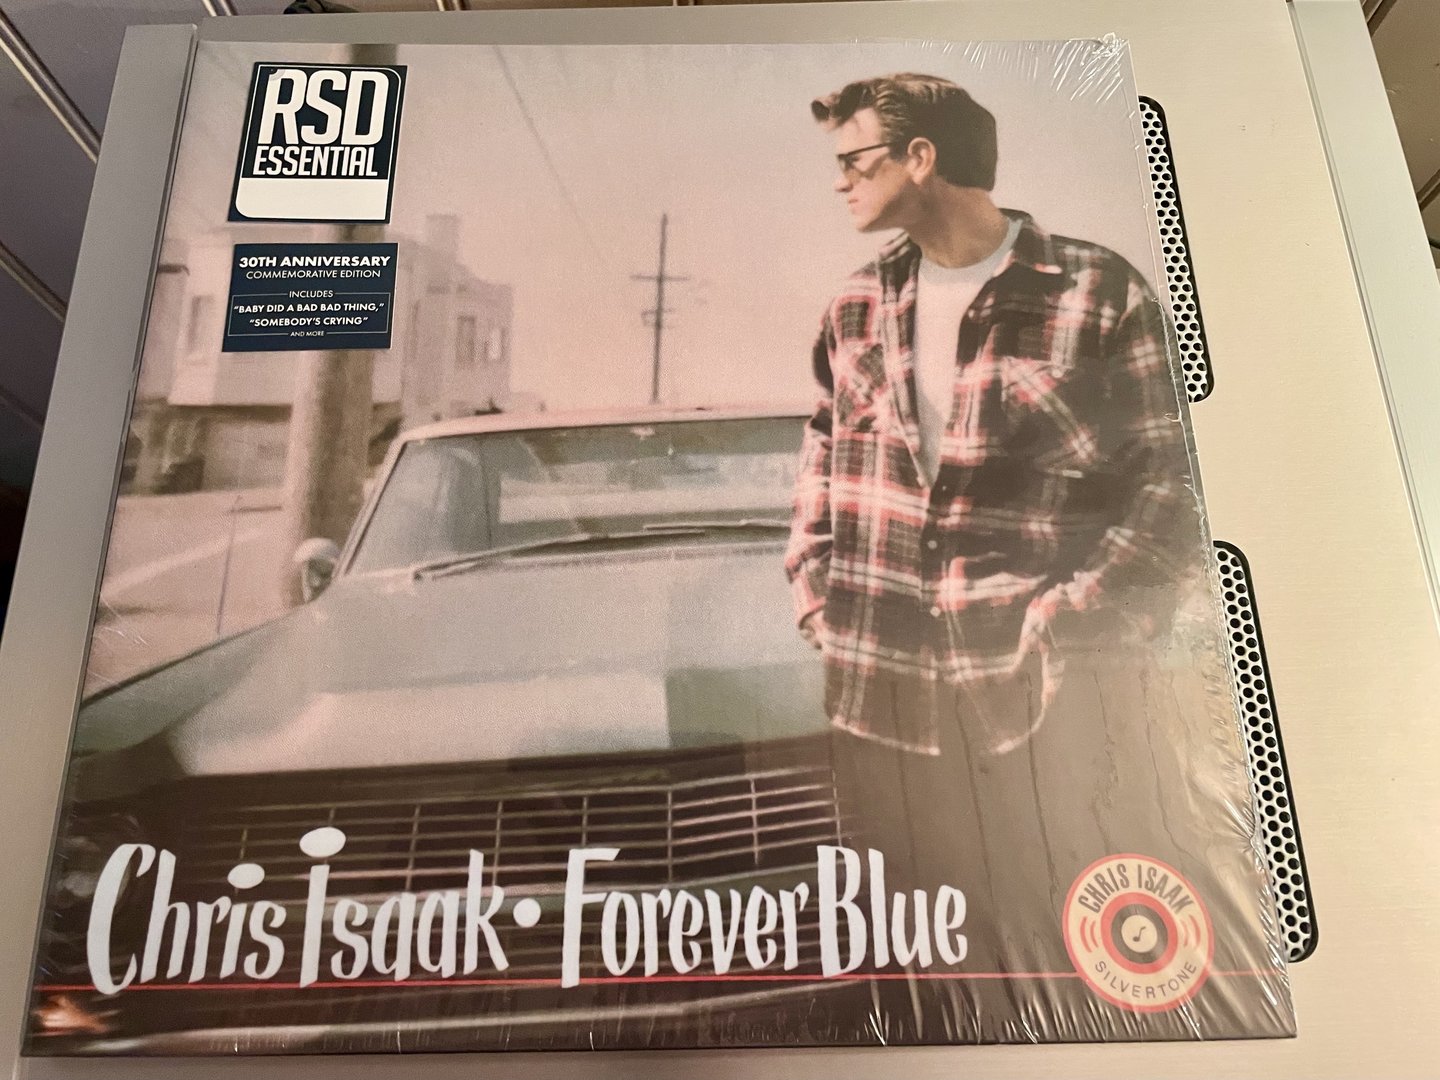 RSD
ESSENTIAL
30TH ANNIVERSARY
COMMEMORATIVE EDITION
INCLUDES
"BABY DID A BAD BAD THING,"
"SOMEBODY'S CRYING"
AND MORE
Chris Isaak • Forever Blue
CHRIS ISAAK
SILVERTONE